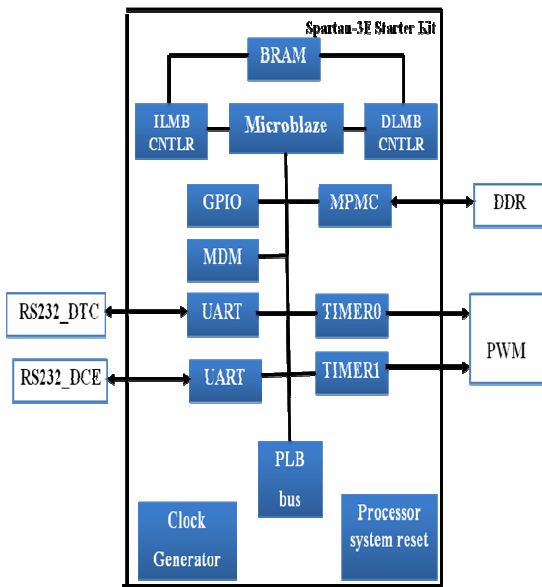 Spartan-3E Starter Kit
BRAM
ILMB
CNTLR
Microblaze
DLMB
CNTLR
GPIO
MPMC
DDR
MDM
RS232_DTC
UART
TIMER0
PWM
RS232_DCE
UART
TIMER1
PLB
bus
Clock
Generator
Processor
system reset